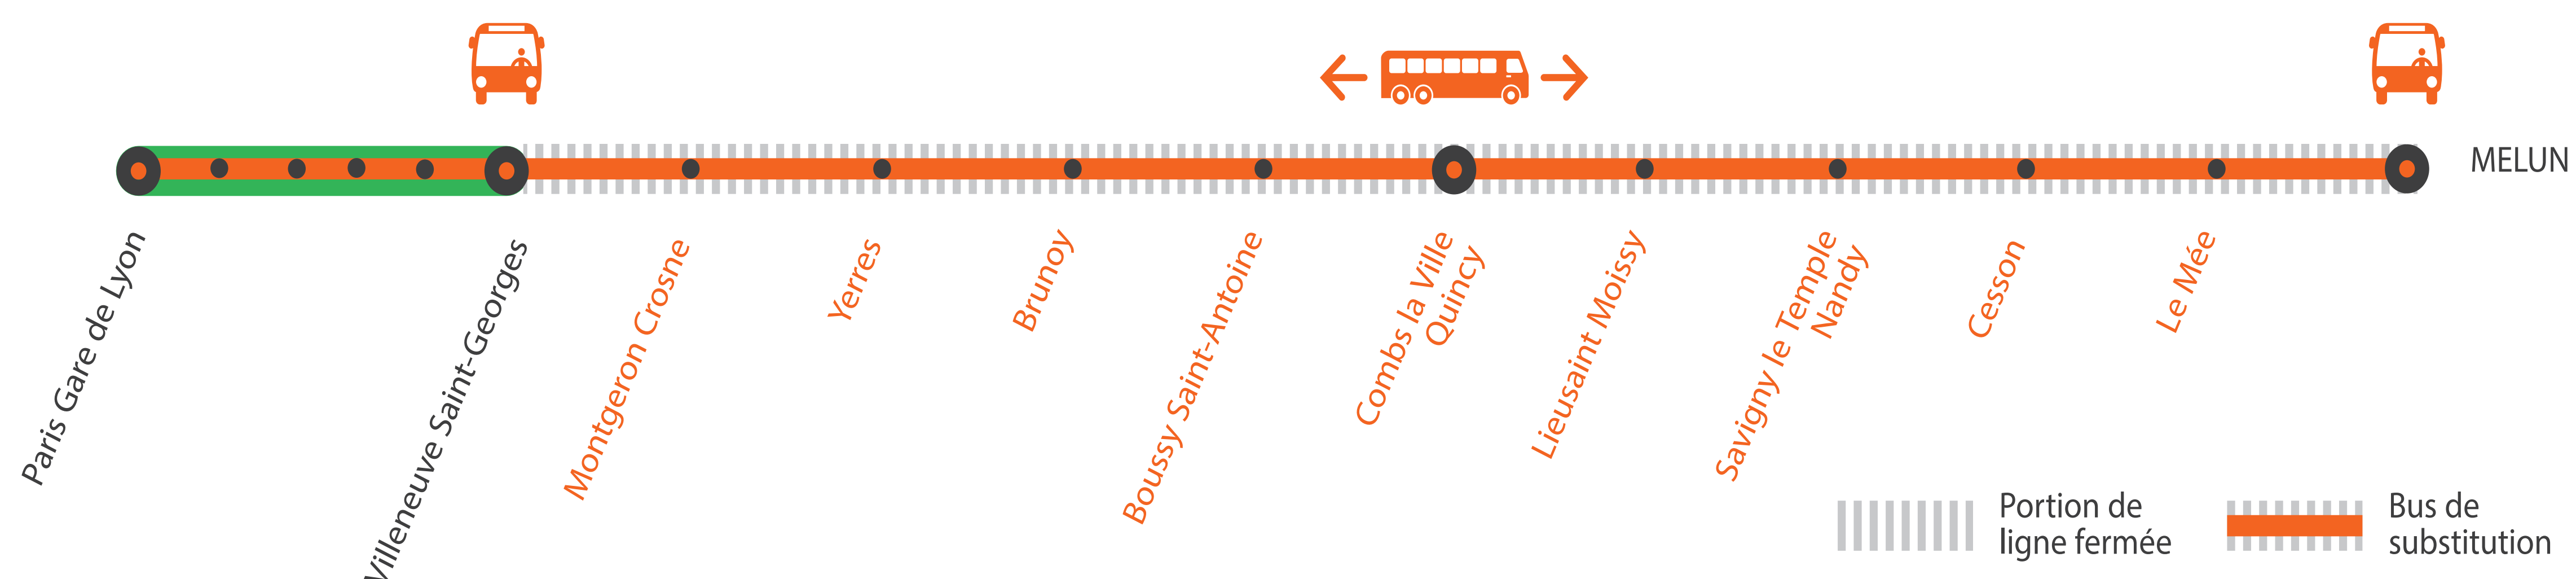 MELUN
Paris Gare de Lyon
Villeneuve Saint-Georges
Montgeron Crosne
Yerres
Brunoy
Boussy Saint-Antoine
Combs la Ville
Quincy
Lieusaint Moissy
Savigny le Temple
Nandy
Cesson
Le Mée
Portion de
ligne fermée
Bus de
substitution